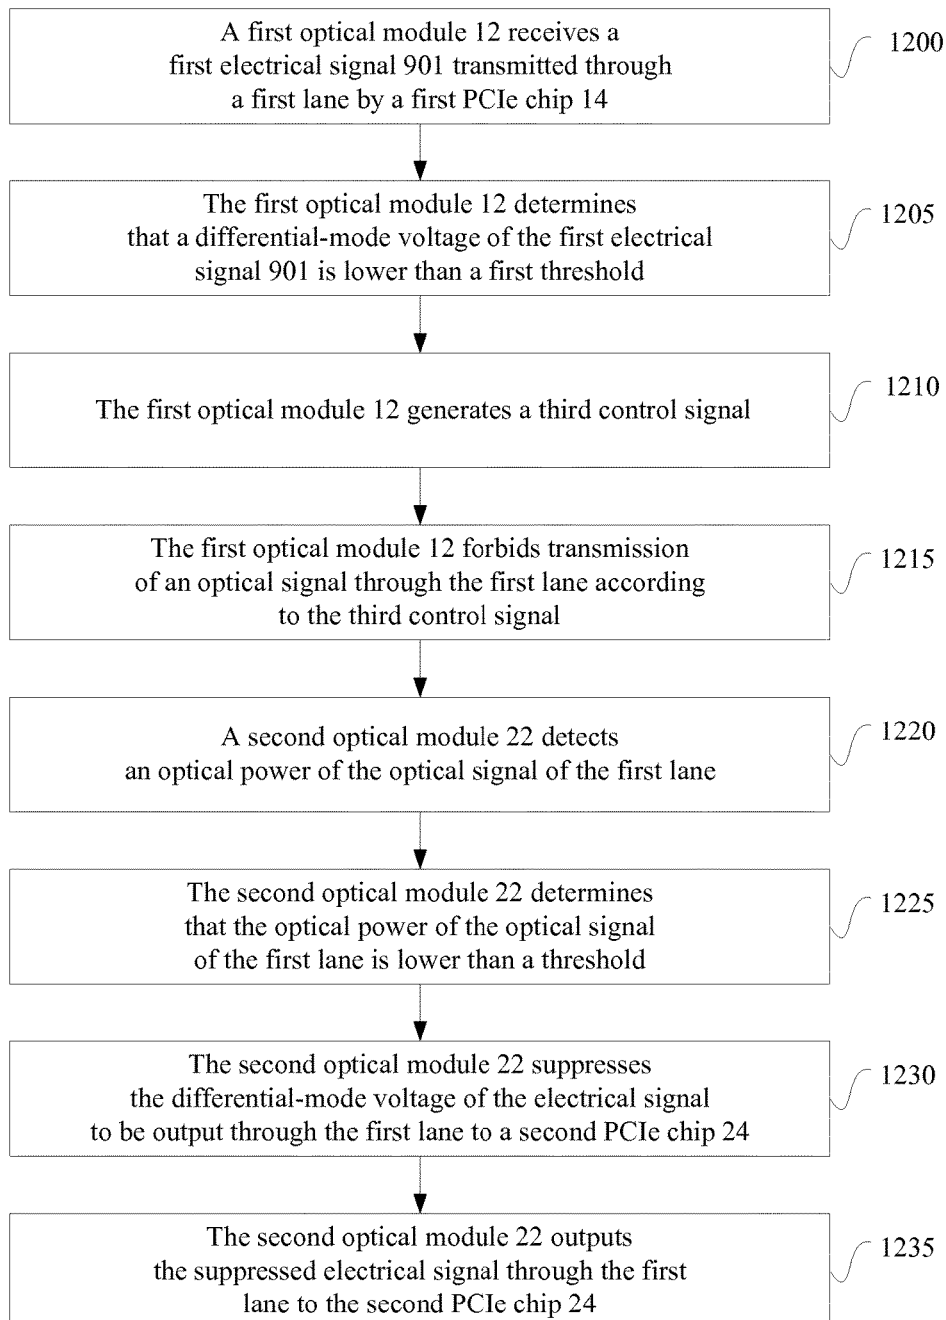 A first optical module 12 receives a
first electrical signal 901 transmitted through
a first lane by a first PCIe chip 14
1200
The first optical module 12 determines
that a differential-mode voltage of the first electrical
signal 901 is lower than a first threshold
1205
The first optical module 12 generates a third control signal
1210
The first optical module 12 forbids transmission
of an optical signal through the first lane according
to the third control signal
1215
A second optical module 22 detects
an optical power of the optical signal of the first lane
1220
The second optical module 22 determines
that the optical power of the optical signal
of the first lane is lower than a threshold
1225
The second optical module 22 suppresses
the differential-mode voltage of the electrical signal
to be output through the first lane to a second PCIe chip 24
1230
The second optical module 22 outputs
the suppressed electrical signal through the first
lane to the second PCIe chip 24
1235